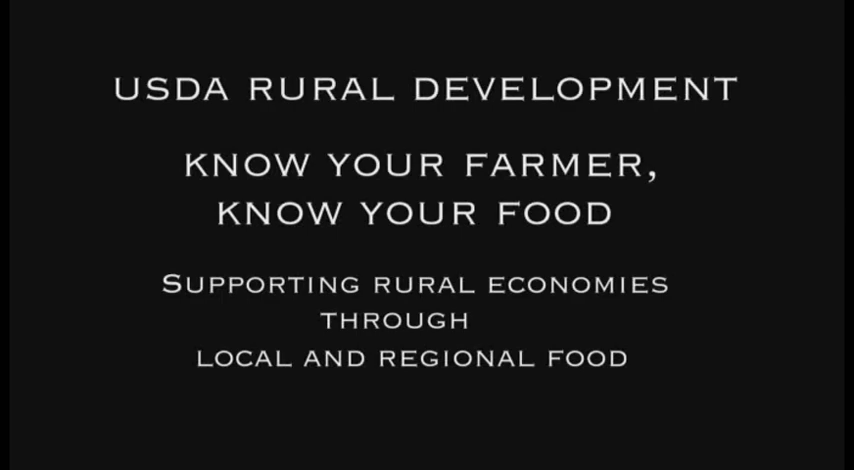 USDA RURAL DEVELOPMENT
KNOW YOUR FARMER,
KNOW YOUR FOOD
SUPPORTING RURAL ECONOMIES
THROUGH
LOCAL AND REGIONAL FOOD